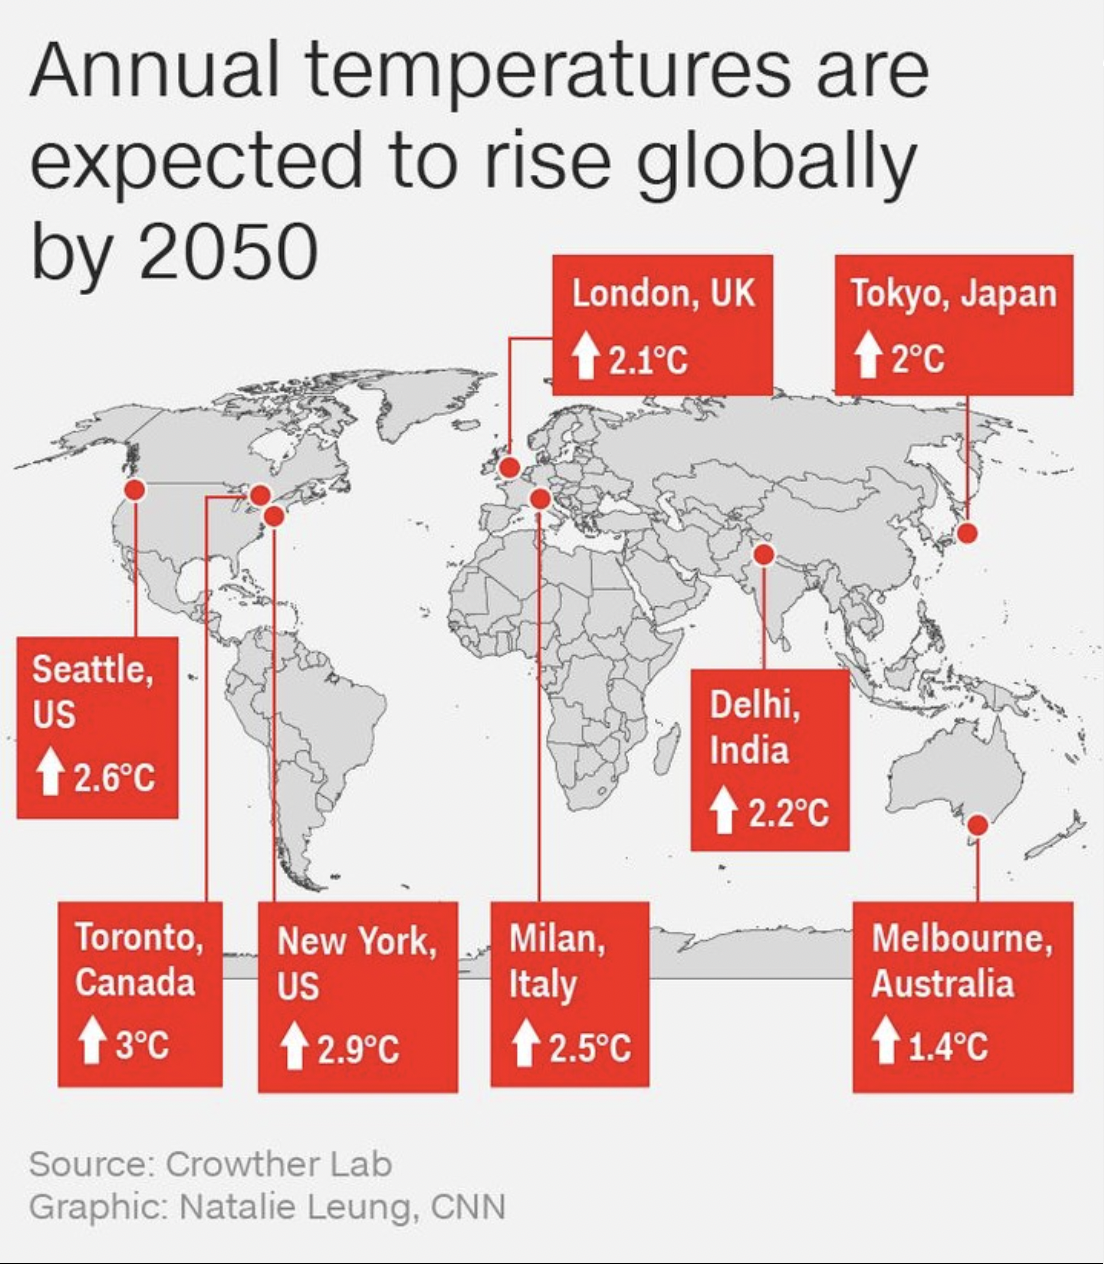 Annual temperatures are
expected to rise globally
by 2050
London, UK
2.1°C
Tokyo, Japan
2°C
Seattle,
US
2.6°C
Delhi,
India
2.2°C
Toronto,
Canada
3°C
New York,
US
2.9°C
Milan,
Italy
2.5°C
Melbourne,
Australia
1.4°C
Source: Crowther Lab
Graphic: Natalie Leung, CNN